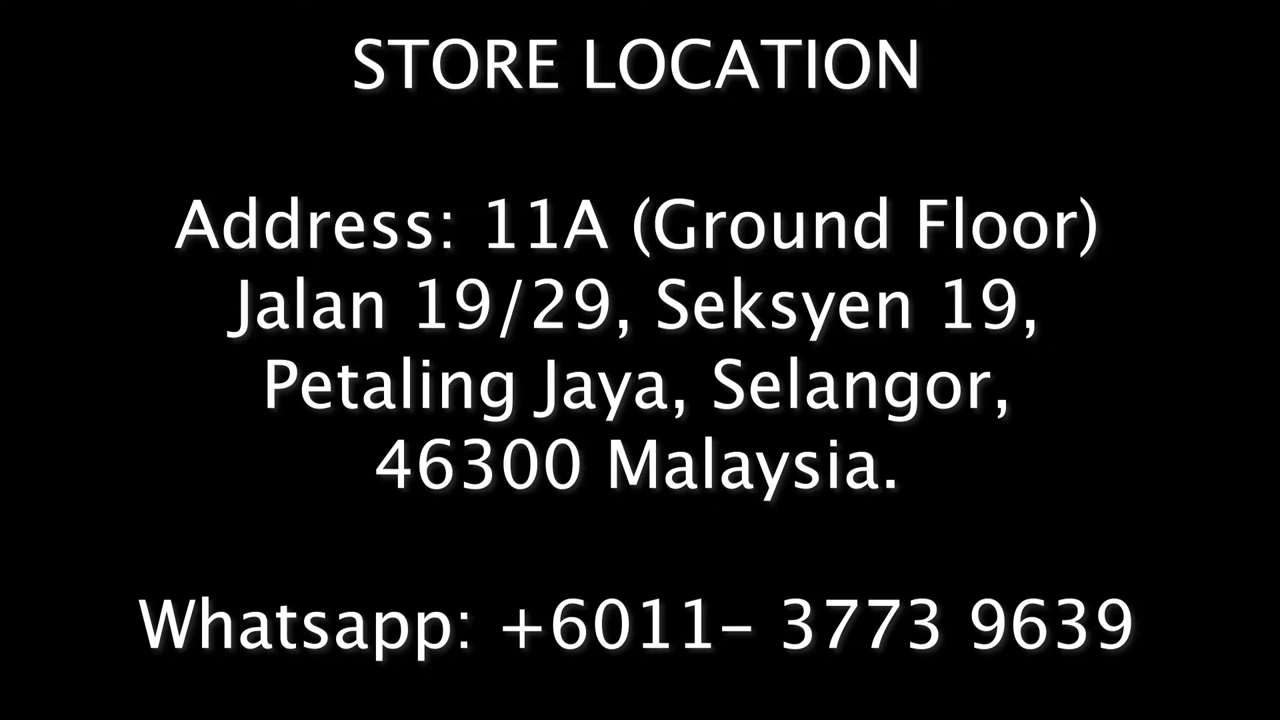 STORE LOCATION
Address: 11A (Ground Floor)
Jalan 19/29, Seksyen 19,
Petaling Jaya, Selangor,
46300 Malaysia.
Whatsapp: +6011- 3773 9639